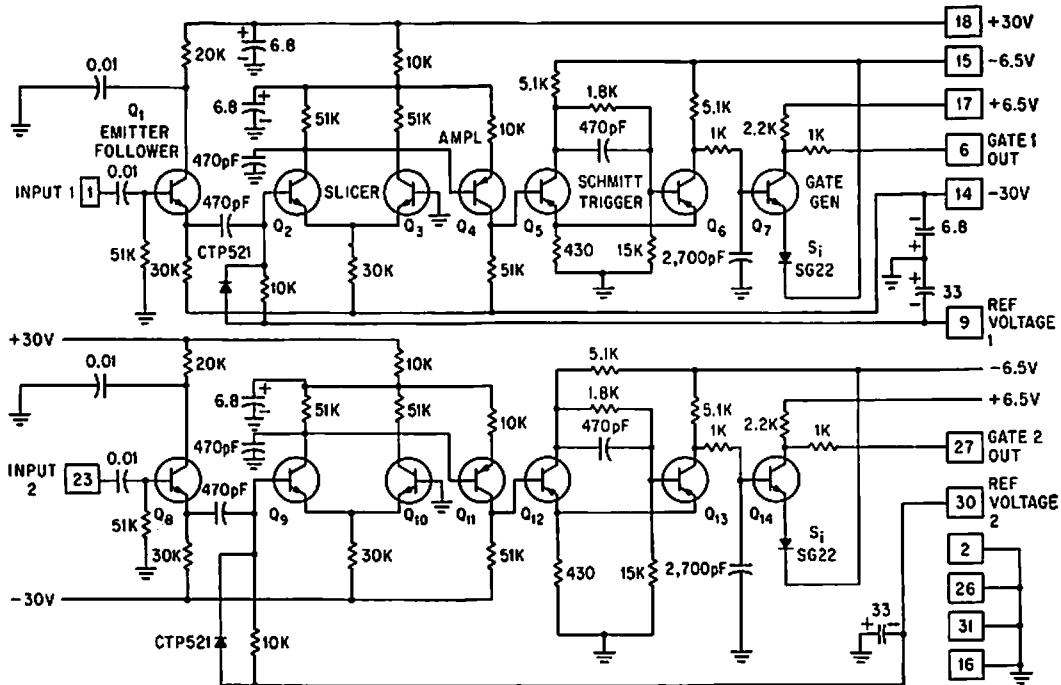 18 +30V
20K
+
−
6.8
10K
15 −6.5V
0.01
5.1K
1.8K
5.1K
17 +6.5V
Q1
EMITTER
FOLLOWER
6.8
+
−
51K
51K
AMPL
10K
470pF
1K
2.2K
1K
6 GATE 1
OUT
470pF
0.01
INPUT 1 1
SLICER
SCHMITT
TRIGGER
GATE
GEN
14 −30V
470pF
Q2
Q3
Q4
Q5
Q6
Q7
−
6.8
+
CTP521
51K
30K
10K
30K
51K
430
15K
2,700pF
Si
SG22
+
33
−
9 REF
VOLTAGE
1
+30V
0.01
20K
10K
5.1K
−6.5V
6.8
+
−
51K
51K
10K
1.8K
5.1K
+6.5V
470pF
470pF
1K
2.2K
1K
27 GATE 2
OUT
INPUT
2
23
0.01
470pF
Q8
Q9
Q10
Q11
Q12
Q13
Q14
30 REF
VOLTAGE
2
51K
30K
30K
51K
430
15K
2,700pF
Si
SG22
2
−30V
26
CTP521
10K
33
+
−
31
16